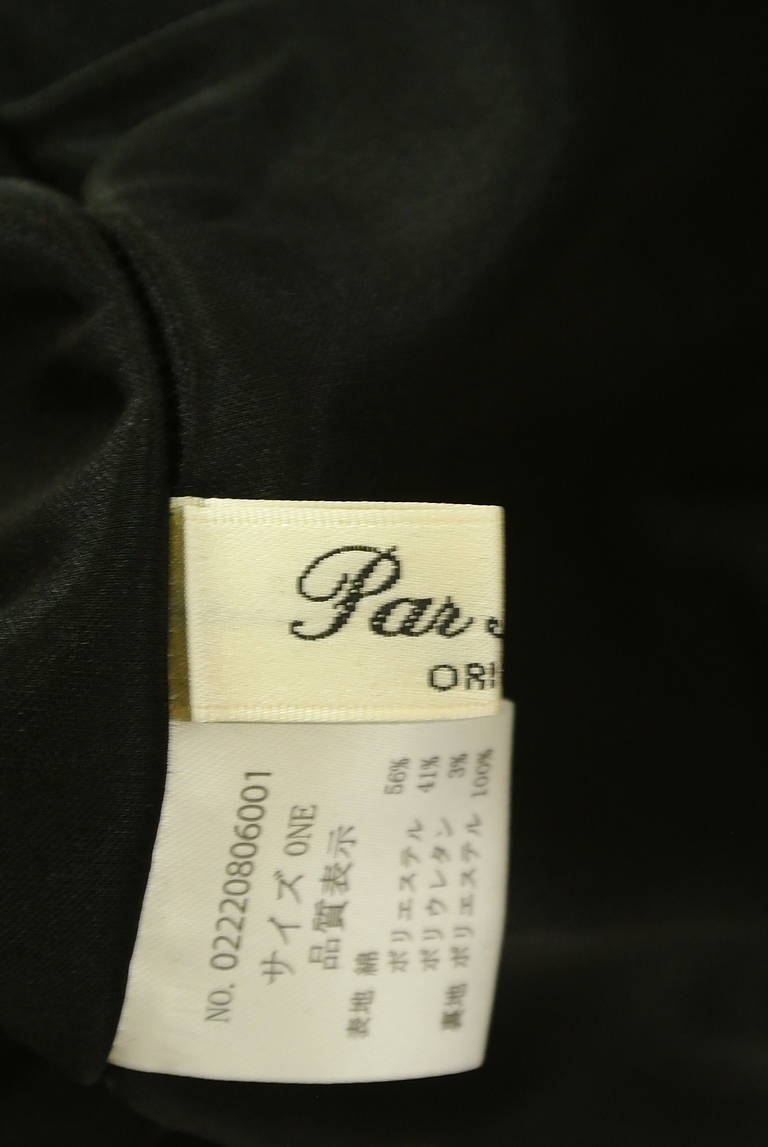 Par
ORI
NO. 02220806001
サイズ ONE
品質表示
表地 綿 56%
ポリエステル 41%
ポリウレタン 3%
裏地 ポリエステル 100%